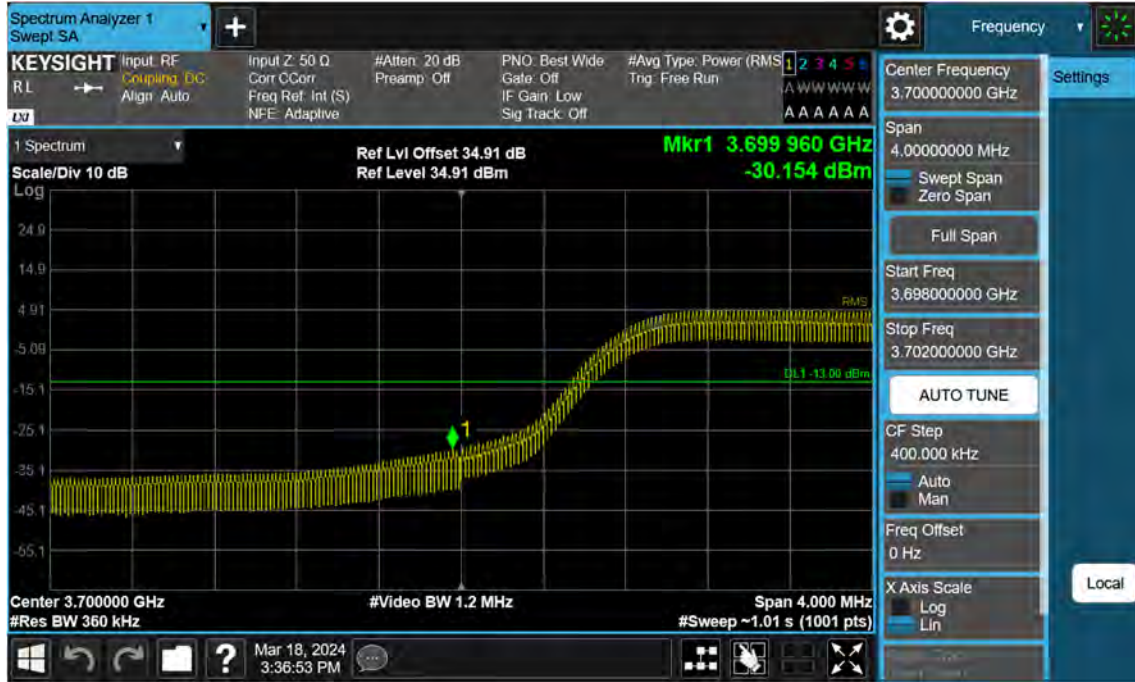 Spectrum Analyzer 1
Swept SA
Frequency
KEYSIGHT
RL
LXI
Input: RF
Coupling: DC
Align: Auto
Input Z: 50 Ω
Corr CCorr
Freq Ref: Int (S)
NFE: Adaptive
#Atten: 20 dB
Preamp: Off
PNO: Best Wide
Gate: Off
IF Gain: Low
Sig Track: Off
#Avg Type: Power (RMS
Trig: Free Run
1 2 3 4 5 6
A W W W W W
A A A A A A
1 Spectrum
Scale/Div 10 dB
Ref Lvl Offset 34.91 dB
Ref Level 34.91 dBm
Mkr1 3.699 960 GHz
-30.154 dBm
Log
24.9
14.9
4.91
-5.09
-15.1
-25.1
-35.1
-45.1
-55.1
RMS
DL1 -13.00 dBm
1
Center 3.700000 GHz
#Res BW 360 kHz
#Video BW 1.2 MHz
Span 4.000 MHz
#Sweep ~1.01 s (1001 pts)
Center Frequency
3.700000000 GHz
Settings
Span
4.00000000 MHz
Swept Span
Zero Span
Full Span
Start Freq
3.698000000 GHz
Stop Freq
3.702000000 GHz
AUTO TUNE
CF Step
400.000 kHz
Auto
Man
Freq Offset
0 Hz
X Axis Scale
Log
Lin
Local
?
Mar 18, 2024
3:36:53 PM